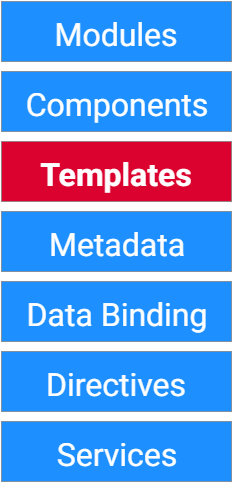 Modules
Components
Templates
Metadata
Data Binding
Directives
Services